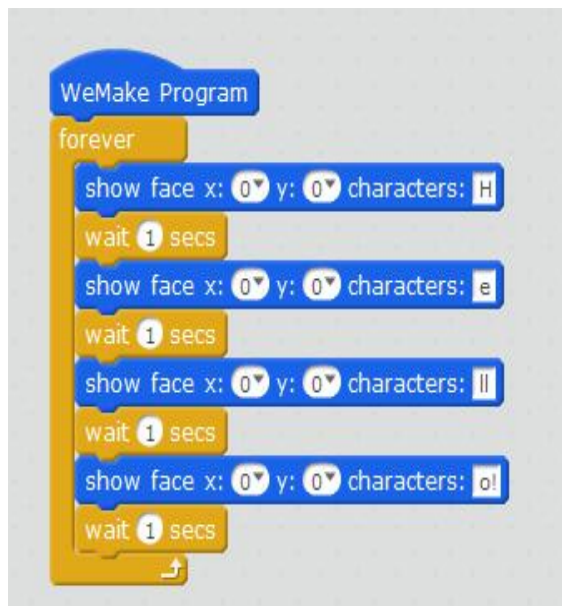 WeMake Program
forever
show face x: 0 y: 0 characters: H
wait 1 secs
show face x: 0 y: 0 characters: e
wait 1 secs
show face x: 0 y: 0 characters: ll
wait 1 secs
show face x: 0 y: 0 characters: o!
wait 1 secs